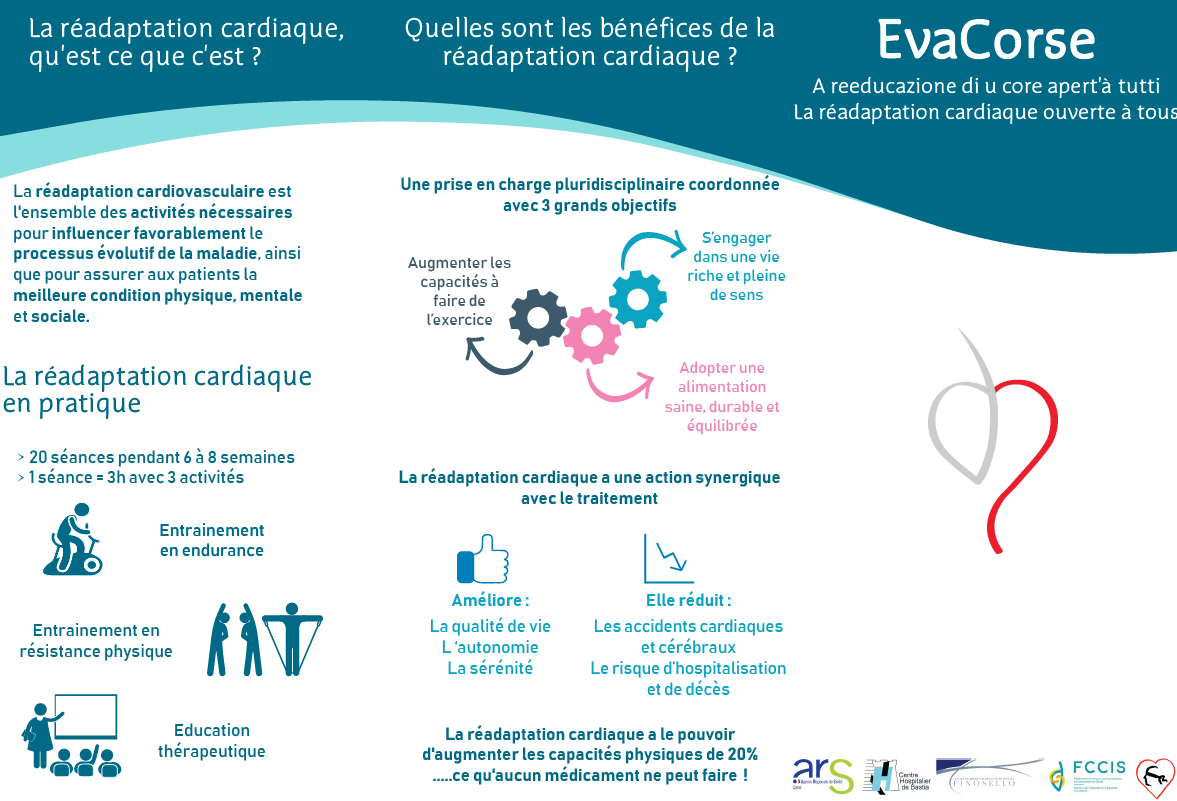 La réadaptation cardiaque,
qu'est ce que c'est ?
La réadaptation cardiovasculaire est
l'ensemble des activités nécessaires
pour influencer favorablement le
processus évolutif de la maladie, ainsi
que pour assurer aux patients la
meilleure condition physique, mentale
et sociale.
La réadaptation cardiaque
en pratique
> 20 séances pendant 6 à 8 semaines
> 1 séance = 3h avec 3 activités
Entrainement
en endurance
Entrainement en
résistance physique
Education
thérapeutique
Quelles sont les bénéfices de la
réadaptation cardiaque ?
Une prise en charge pluridisciplinaire coordonnée
avec 3 grands objectifs
Augmenter les
capacités à
faire de
l'exercice
S'engager
dans une vie
riche et pleine
de sens
Adopter une
alimentation
saine, durable et
équilibrée
La réadaptation cardiaque a une action synergique
avec le traitement
Améliore :
La qualité de vie
L ‘autonomie
La sérénité
Elle réduit :
Les accidents cardiaques
et cérébraux
Le risque d'hospitalisation
et de décès
La réadaptation cardiaque a le pouvoir
d'augmenter les capacités physiques de 20%
.....ce qu'aucun médicament ne peut faire !
EvaCorse
A reeducazione di u core apert'à tutti
La réadaptation cardiaque ouverte à tous
ars
Agence Régionale de Santé
Corse
Centre
Hospitalier
de Bastia
FINOSELLO
FCCIS